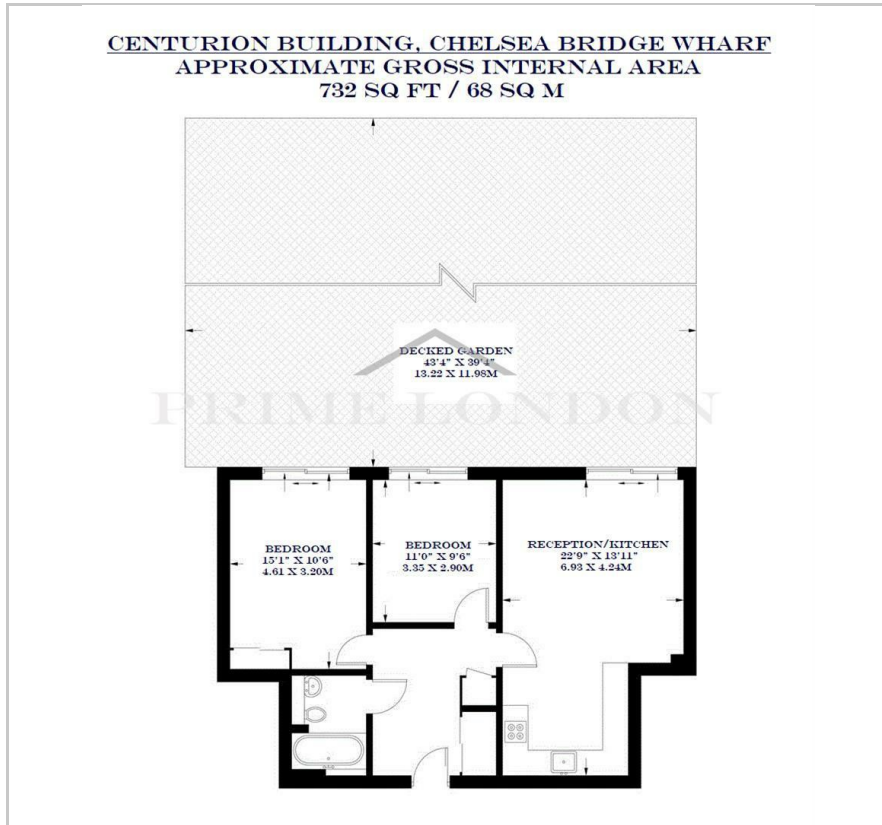 CENTURION BUILDING, CHELSEA BRIDGE WHARF
APPROXIMATE GROSS INTERNAL AREA
732 SQ FT / 68 SQ M
DECKED GARDEN
43'4" X 39'4"
13.22 X 11.98M
PRIME LONDON
BEDROOM
15'1" X 10'6"
4.61 X 3.20M
BEDROOM
11'0" X 9'6"
3.35 X 2.90M
RECEPTION/KITCHEN
22'9" X 13'11"
6.93 X 4.24M